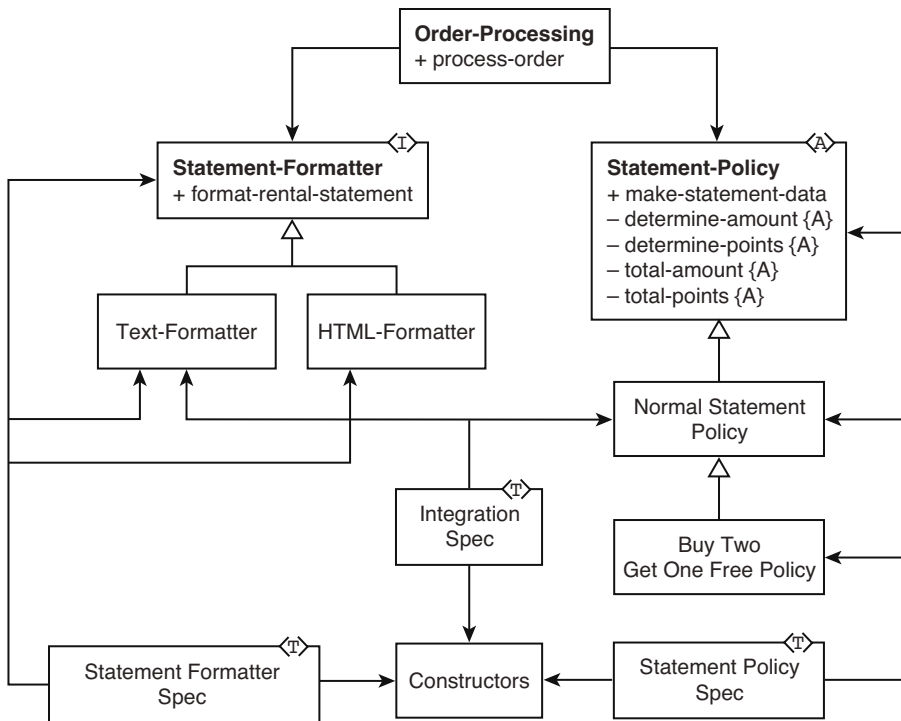 Order-Processing
+ process-order
<I>
Statement-Formatter
+ format-rental-statement
<A>
Statement-Policy
+ make-statement-data
– determine-amount {A}
– determine-points {A}
– total-amount {A}
– total-points {A}
Text-Formatter
HTML-Formatter
Normal Statement
Policy
<T>
Integration
Spec
Buy Two
Get One Free Policy
<T>
Statement Formatter
Spec
Constructors
<T>
Statement Policy
Spec